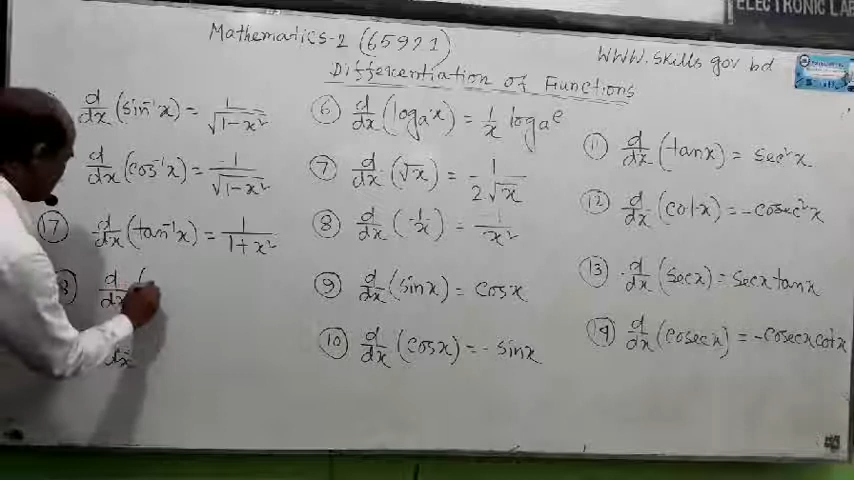 ELECTRONIC LAB
Mathematics-2 (65921)
WWW.skills gov bd
Differentiation of Functions
d/dx (sin⁻¹x) = 1/√(1-x²)
d/dx (cos⁻¹x) = -1/√(1-x²)
(17) d/dx (tan⁻¹x) = 1/(1+x²)
d/dx (
dx
(6) d/dx (logₐx) = 1/x logₐe
(7) d/dx (√x) = 1/(2√x)
(8) d/dx (1/x) = -1/x²
(9) d/dx (sinx) = cosx
(10) d/dx (cosx) = - sinx
(11) d/dx (tanx) = sec²x
(12) d/dx (cotx) = -cosec²x
(13) d/dx (secx) = secx tanx
(14) d/dx (cosecx) = -cosecx cotx